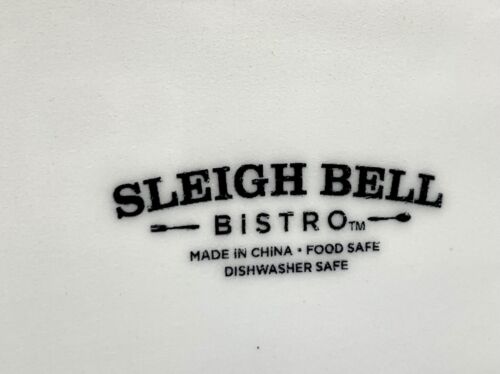 SLEIGH BELL
BISTRO™
MADE IN CHINA • FOOD SAFE
DISHWASHER SAFE